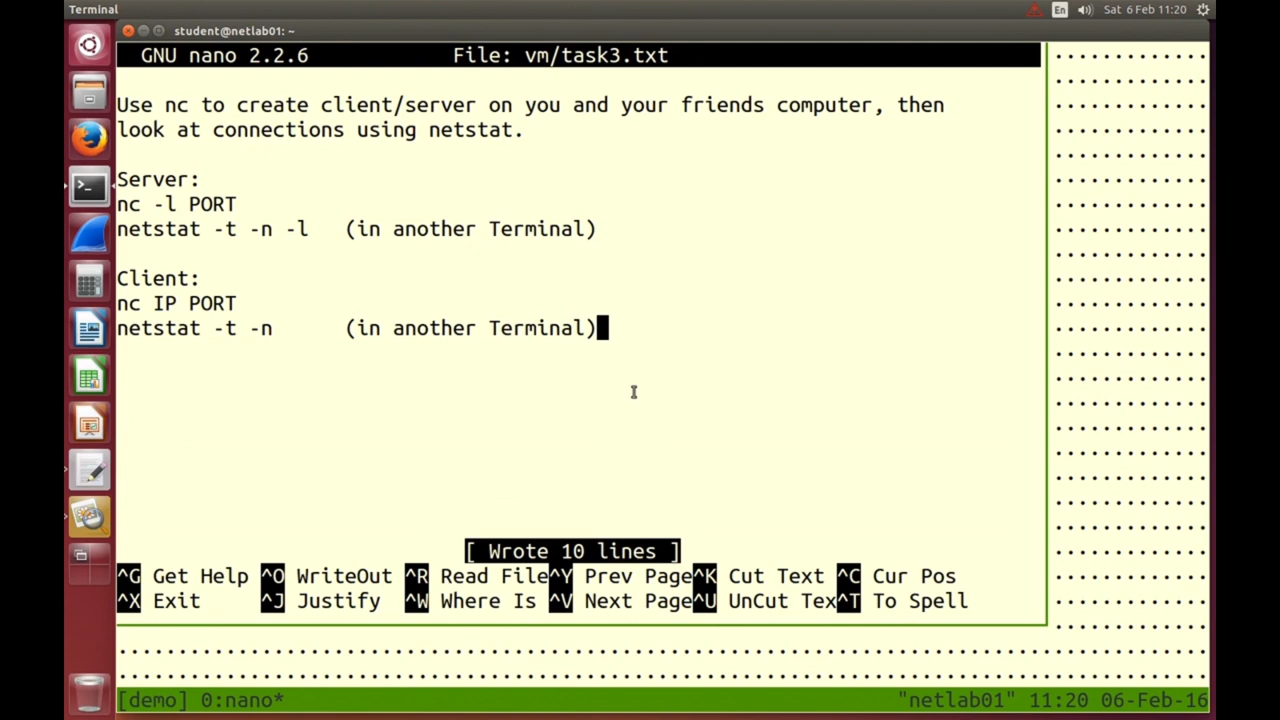 Terminal
En
Sat 6 Feb 11:20
student@netlab01: ~
GNU nano 2.2.6 File: vm/task3.txt
Use nc to create client/server on you and your friends computer, then
look at connections using netstat.
Server:
nc -l PORT
netstat -t -n -l (in another Terminal)
Client:
nc IP PORT
netstat -t -n (in another Terminal)
[ Wrote 10 lines ]
^G Get Help ^O WriteOut ^R Read File ^Y Prev Page ^K Cut Text ^C Cur Pos
^X Exit ^J Justify ^W Where Is ^V Next Page ^U UnCut Tex ^T To Spell
[demo] 0:nano* "netlab01" 11:20 06-Feb-16